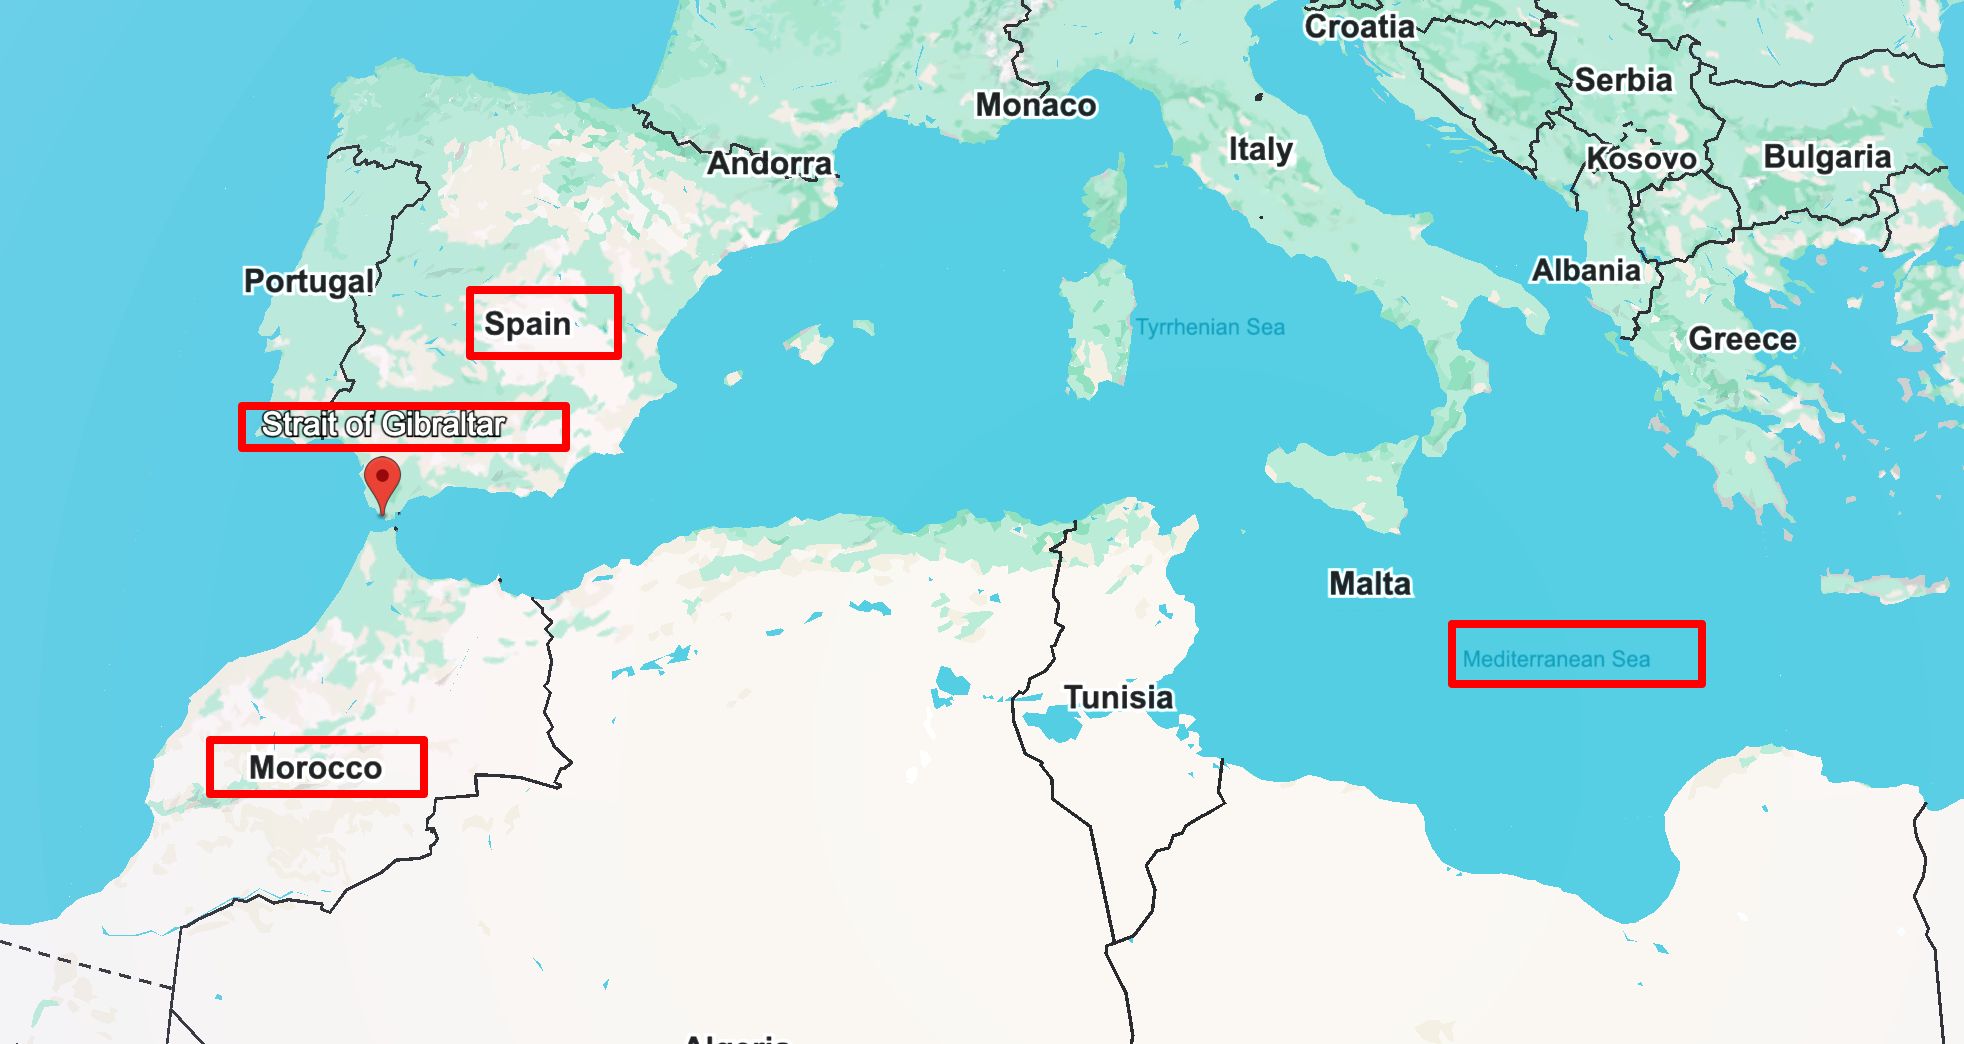 Croatia
Serbia
Monaco
Italy
Kosovo
Bulgaria
Andorra
Albania
Portugal
Spain
Tyrrhenian Sea
Greece
Strait of Gibraltar
Malta
Mediterranean Sea
Tunisia
Morocco
Algeria